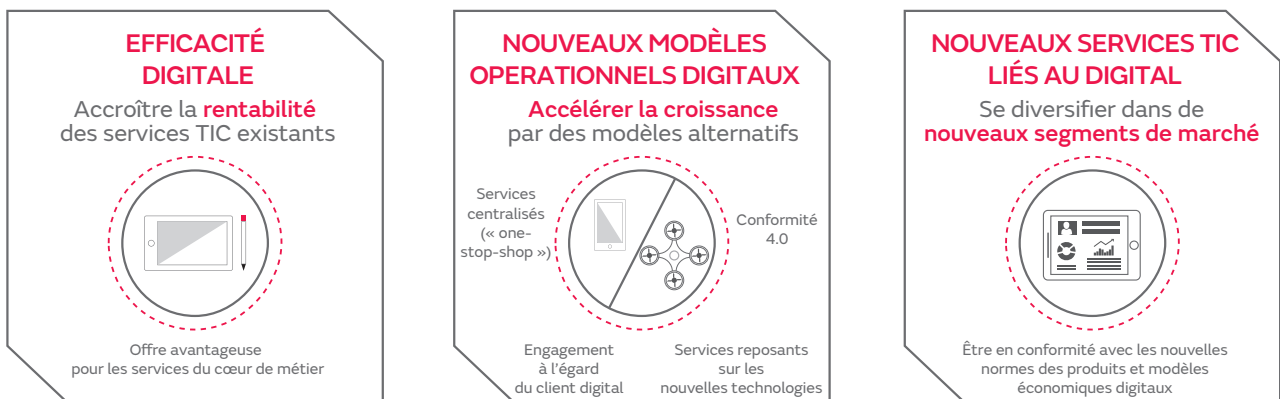 EFFICACITÉ
DIGITALE
Accroître la rentabilité
des services TIC existants
Offre avantageuse
pour les services du cœur de métier
NOUVEAUX MODÈLES
OPERATIONNELS DIGITAUX
Accélérer la croissance
par des modèles alternatifs
Services
centralisés
(« one-
stop-shop »)
Conformité
4.0
Engagement
à l’égard
du client digital
Services reposants
sur les
nouvelles technologies
NOUVEAUX SERVICES TIC
LIÉS AU DIGITAL
Se diversifier dans de
nouveaux segments de marché
Être en conformité avec les nouvelles
normes des produits et modèles
économiques digitaux